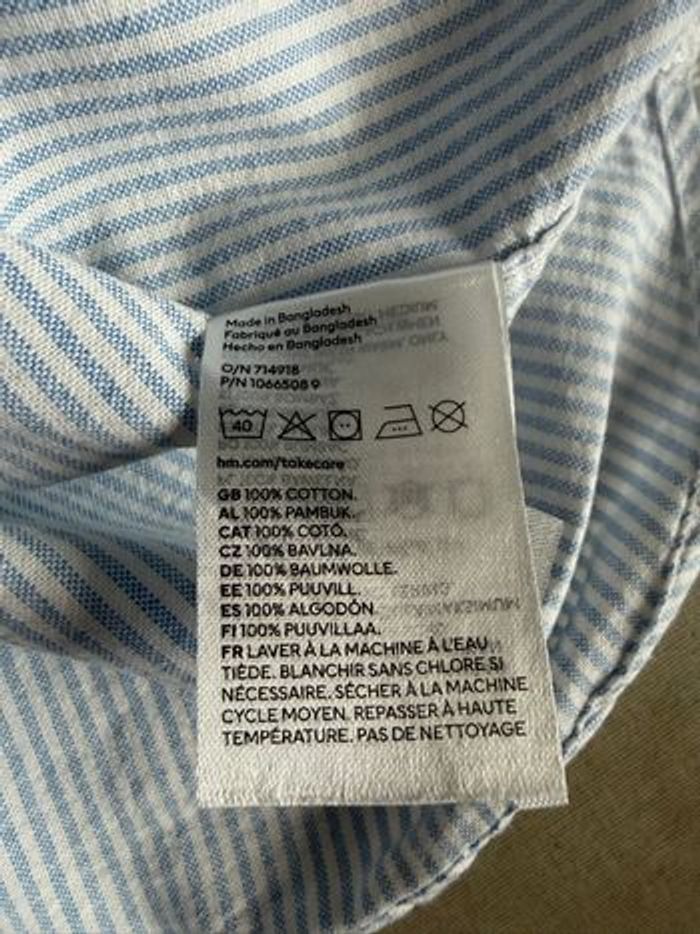 Made in Bangladesh
Fabriqué au Bangladesh
Hecho en Bangladesh
O/N 714918
P/N 1066508 9
40
hm.com/takecare
GB 100% COTTON.
AL 100% PAMBUK.
CAT 100% COTÓ.
CZ 100% BAVLNA.
DE 100% BAUMWOLLE.
EE 100% PUUVILL.
ES 100% ALGODÓN
FI 100% PUUVILLAA.
FR LAVER À LA MACHINE À L'EAU
TIÈDE. BLANCHIR SANS CHLORE SI
NÉCESSAIRE. SÉCHER À LA MACHINE
CYCLE MOYEN. REPASSER À HAUTE
TEMPÉRATURE. PAS DE NETTOYAGE